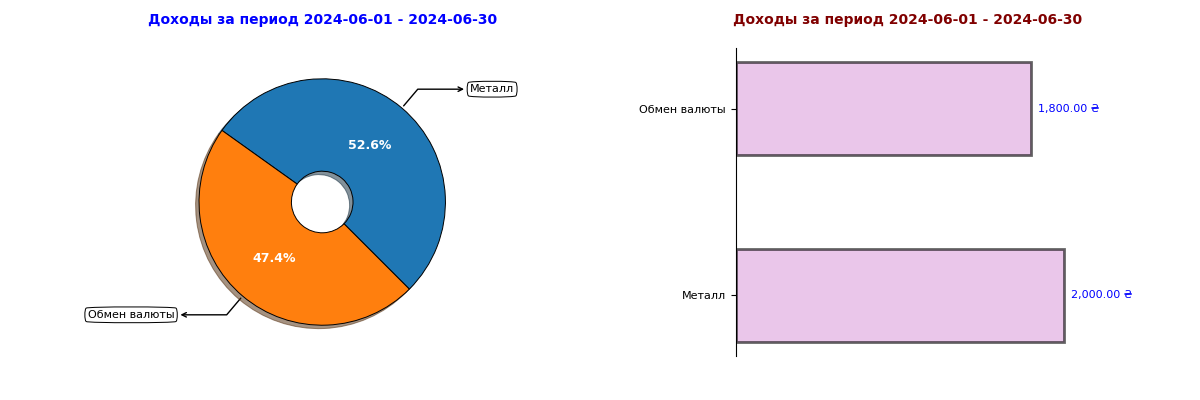 Доходы за период 2024-06-01 - 2024-06-30
Металл
52.6%
47.4%
Обмен валюты
Доходы за период 2024-06-01 - 2024-06-30
Обмен валюты
1,800.00 ₴
Металл
2,000.00 ₴